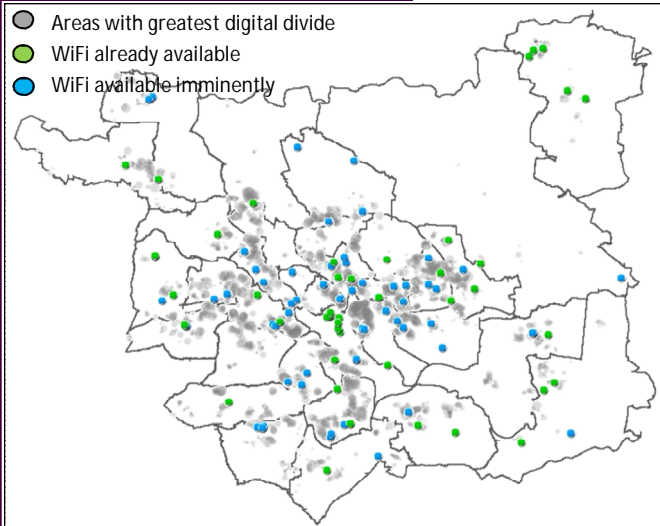 Areas with greatest digital divide
WiFi already available
WiFi available imminently